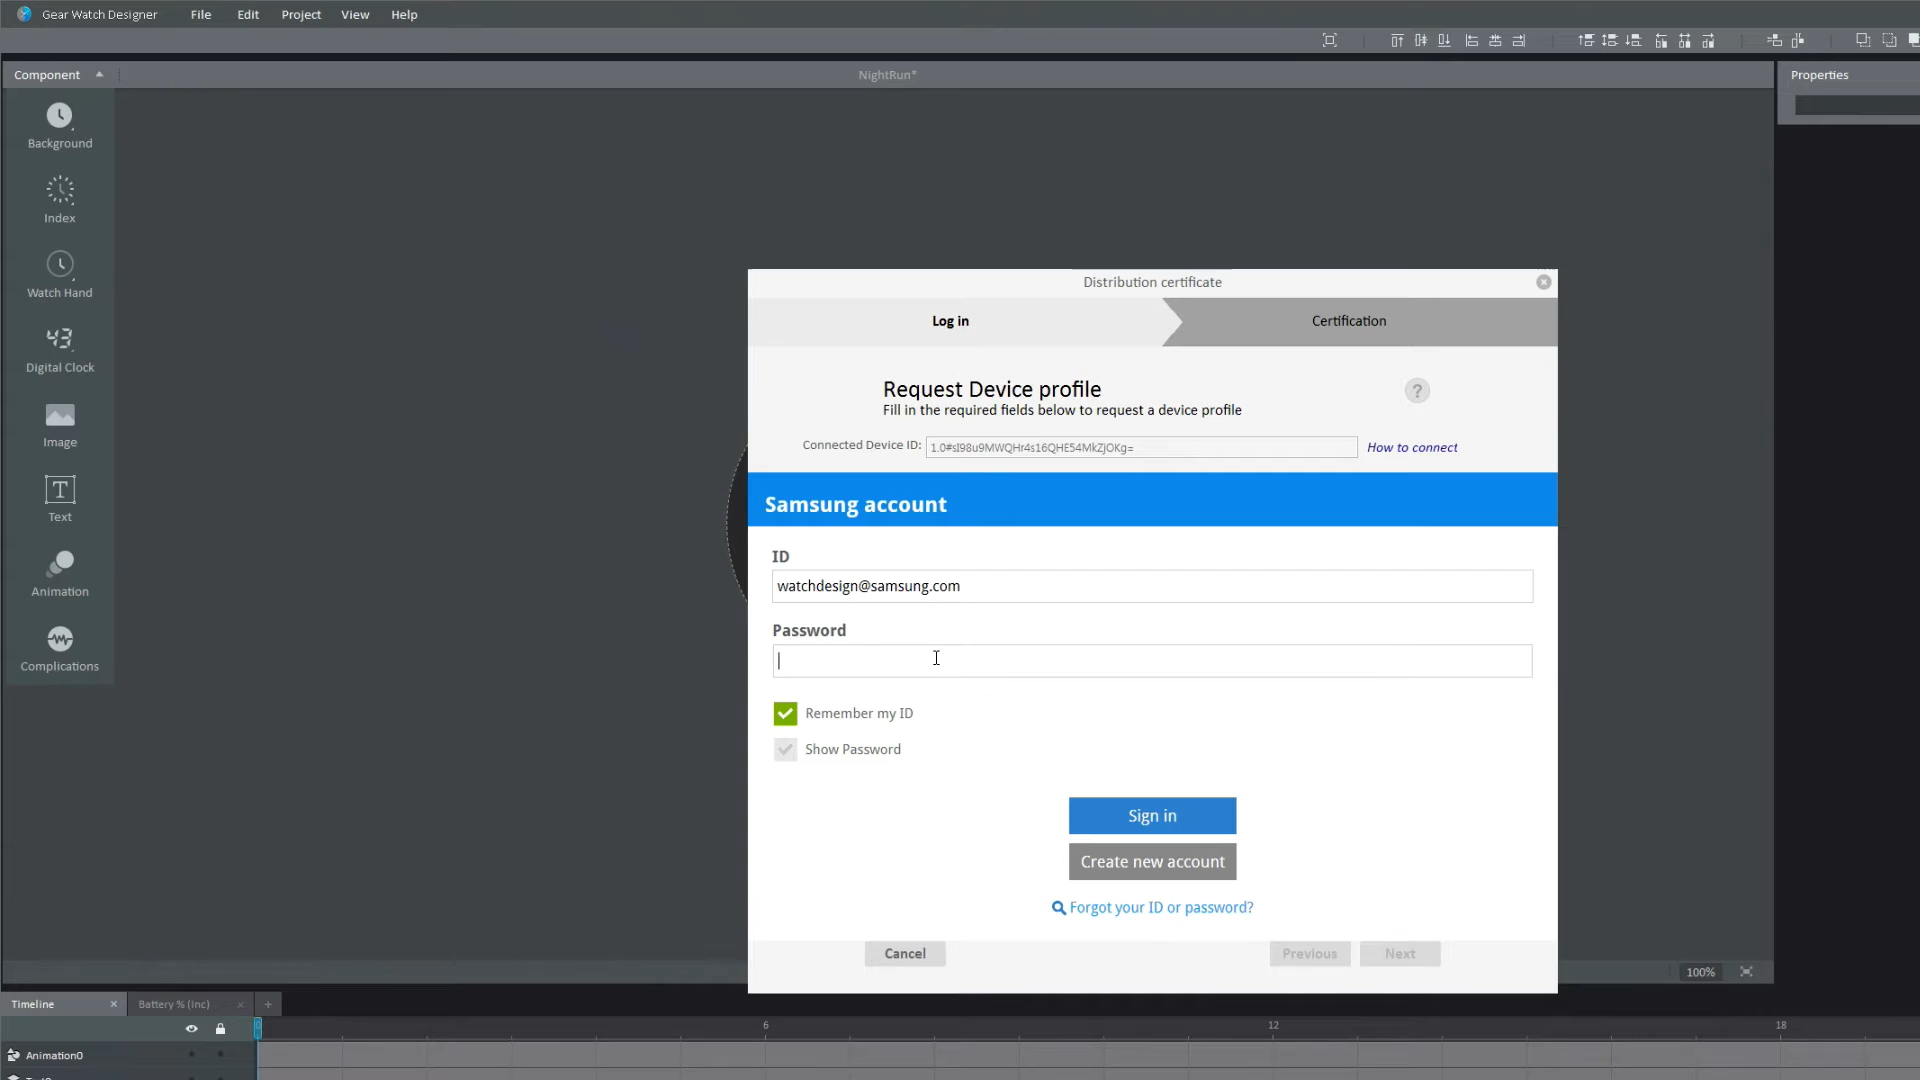 Gear Watch Designer File Edit Project View Help
Component
NightRun*
Properties
Background
Index
Watch Hand
Digital Clock
Image
Text
Animation
Complications
Distribution certificate
Log in
Certification
Request Device profile
?
Fill in the required fields below to request a device profile
Connected Device ID: 1.0#sI98u9MWQHr4s16QHE54MkZjOKg= How to connect
Samsung account
ID
watchdesign@samsung.com
Password
Remember my ID
Show Password
Sign in
Create new account
Forgot your ID or password?
Cancel Previous Next
100%
Timeline Battery % (Inc)
0 6 12 18
Animation0